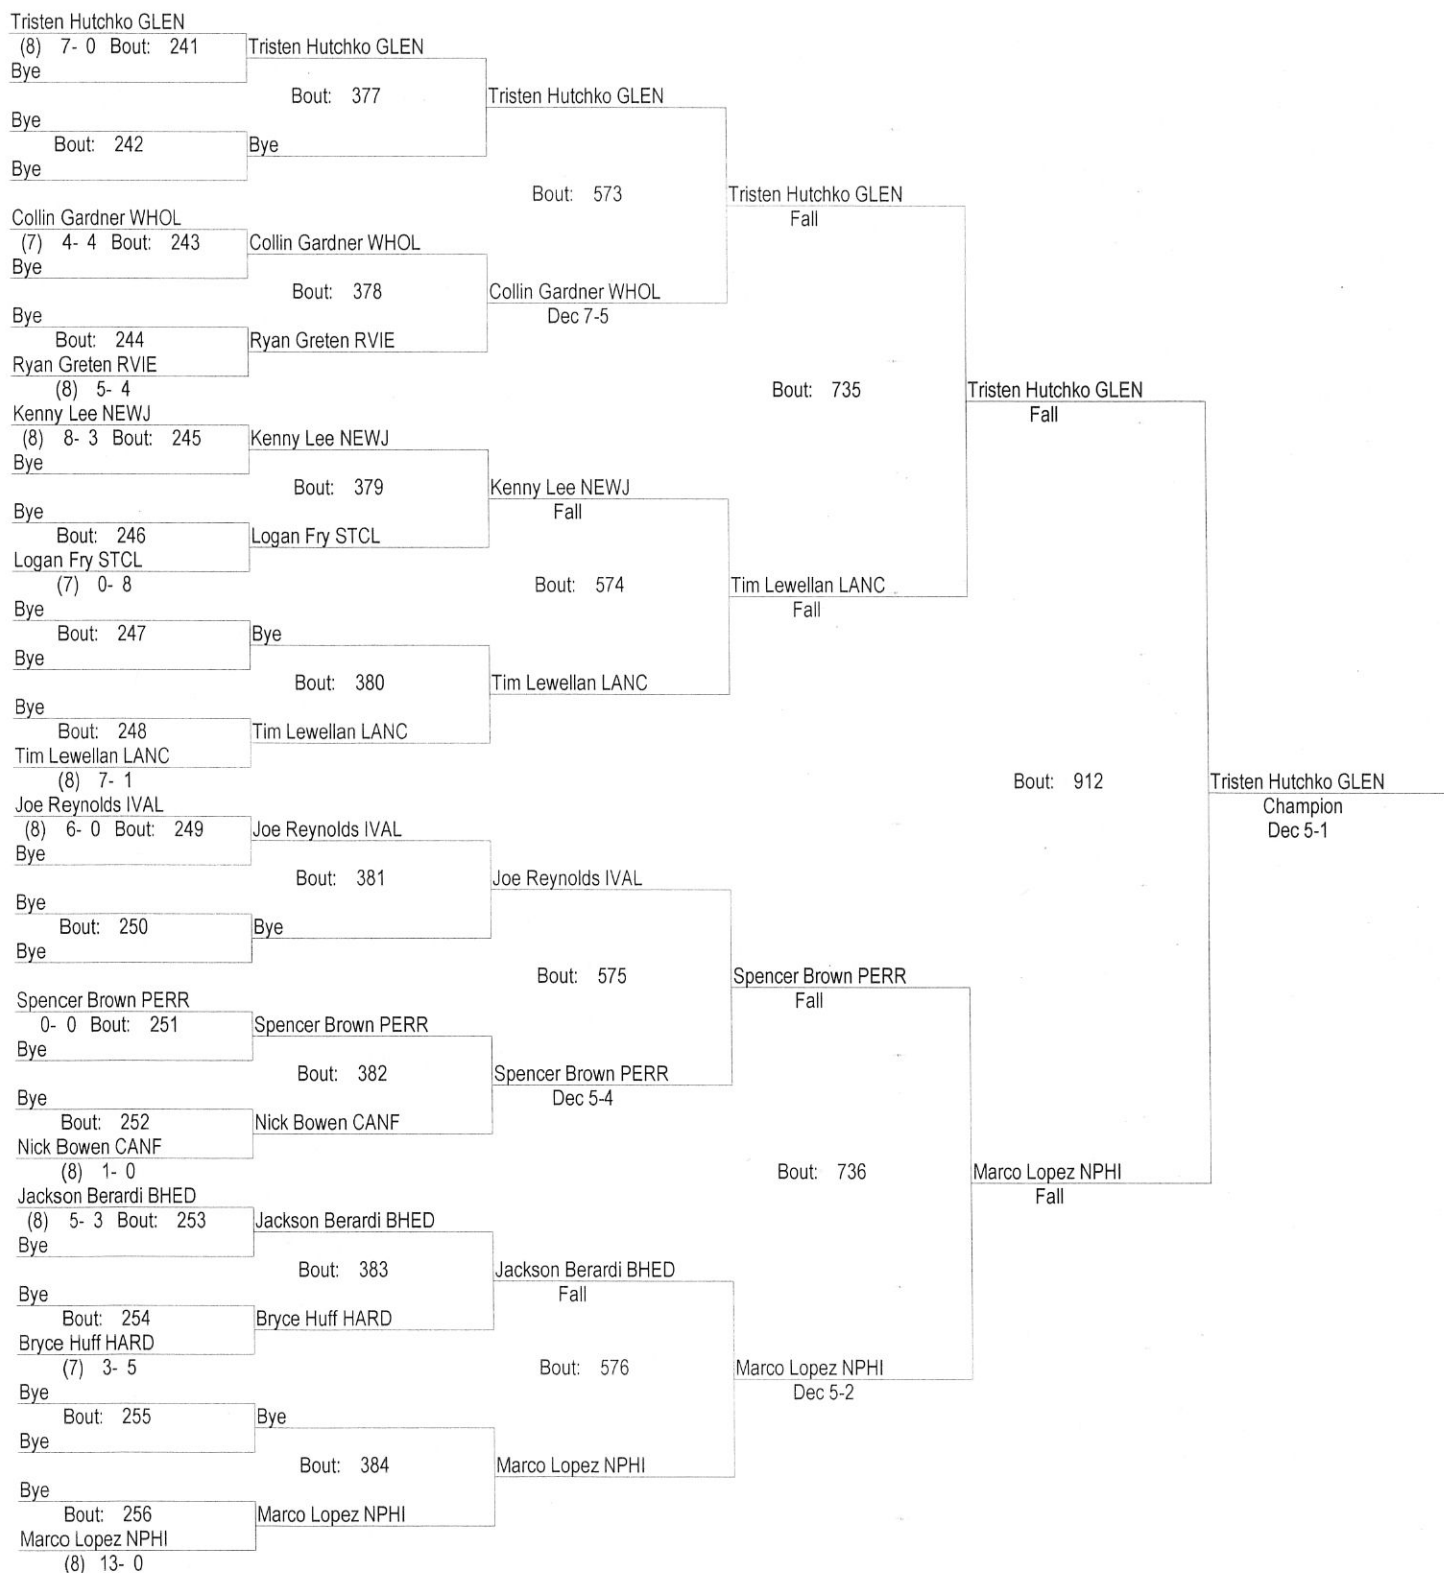 Tristen Hutchko GLEN
(8) 7- 0 Bout: 241
Bye
Bye
Bout: 242
Bye
Collin Gardner WHOL
(7) 4- 4 Bout: 243
Bye
Bye
Bout: 244
Ryan Greten RVIE
(8) 5- 4
Kenny Lee NEWJ
(8) 8- 3 Bout: 245
Bye
Bye
Bout: 246
Logan Fry STCL
(7) 0- 8
Bye
Bout: 247
Bye
Bye
Bout: 248
Tim Lewellan LANC
(8) 7- 1
Joe Reynolds IVAL
(8) 6- 0 Bout: 249
Bye
Bye
Bout: 250
Bye
Spencer Brown PERR
0- 0 Bout: 251
Bye
Bye
Bout: 252
Nick Bowen CANF
(8) 1- 0
Jackson Berardi BHED
(8) 5- 3 Bout: 253
Bye
Bye
Bout: 254
Bryce Huff HARD
(7) 3- 5
Bye
Bout: 255
Bye
Bye
Bout: 256
Marco Lopez NPHI
(8) 13- 0
Tristen Hutchko GLEN
Bout: 377
Bye
Collin Gardner WHOL
Bout: 378
Ryan Greten RVIE
Kenny Lee NEWJ
Bout: 379
Logan Fry STCL
Bye
Bout: 380
Tim Lewellan LANC
Joe Reynolds IVAL
Bout: 381
Bye
Spencer Brown PERR
Bout: 382
Nick Bowen CANF
Jackson Berardi BHED
Bout: 383
Bryce Huff HARD
Bye
Bout: 384
Marco Lopez NPHI
Tristen Hutchko GLEN
Bout: 573
Collin Gardner WHOL
Dec 7-5
Kenny Lee NEWJ
Fall
Bout: 574
Tim Lewellan LANC
Joe Reynolds IVAL
Bout: 575
Spencer Brown PERR
Dec 5-4
Jackson Berardi BHED
Fall
Bout: 576
Marco Lopez NPHI
Tristen Hutchko GLEN
Fall
Bout: 735
Tim Lewellan LANC
Fall
Spencer Brown PERR
Fall
Bout: 736
Marco Lopez NPHI
Dec 5-2
Tristen Hutchko GLEN
Fall
Bout: 912
Marco Lopez NPHI
Fall
Tristen Hutchko GLEN
Champion
Dec 5-1